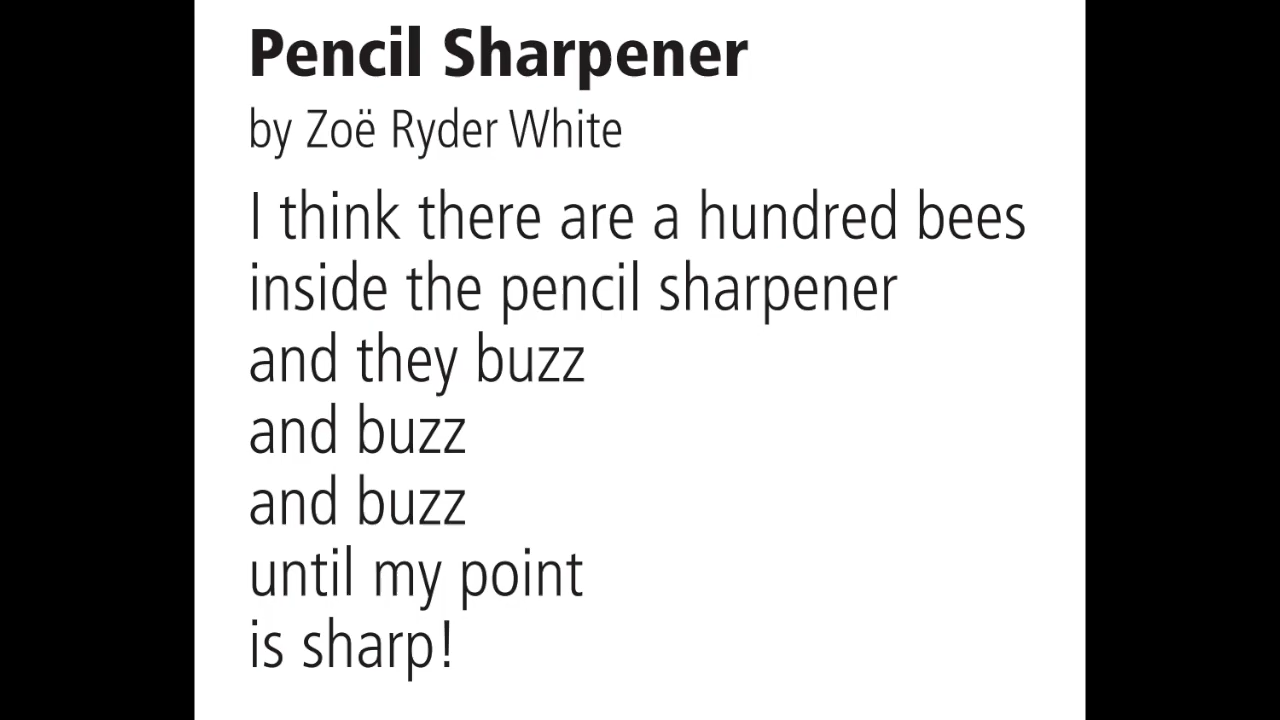 Pencil Sharpener
by Zoë Ryder White
I think there are a hundred bees
inside the pencil sharpener
and they buzz
and buzz
and buzz
until my point
is sharp!